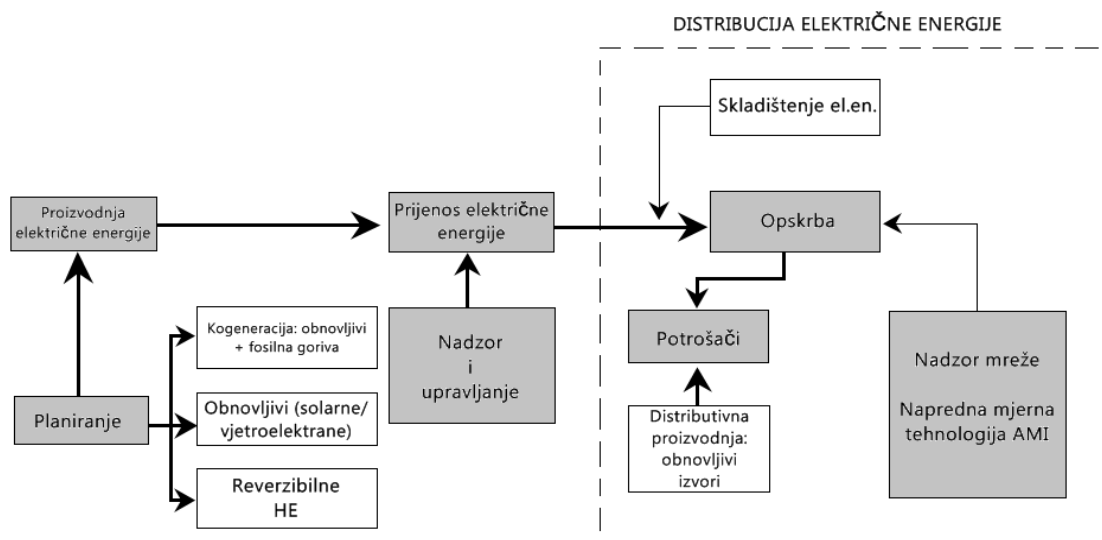 DISTRIBUCIJA ELEKTRIČNE ENERGIJE
Skladištenje el.en.
Proizvodnja
električne energije
Prijenos električne
energije
Opskrba
Kogeneracija: obnovljivi
+ fosilna goriva
Nadzor
i
upravljanje
Potrošači
Nadzor mreže
Napredna mjerna
tehnologija AMI
Planiranje
Obnovljivi (solarne/
vjetroelektrane)
Distributivna
proizvodnja:
obnovljivi
izvori
Reverzibilne
HE